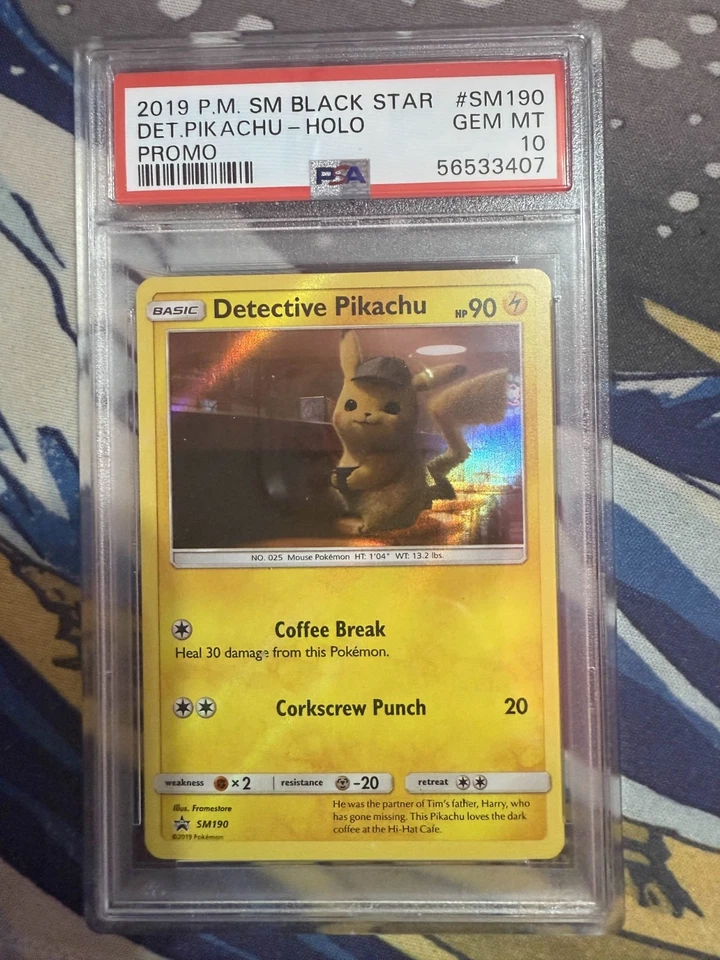 2019 P.M. SM BLACK STAR #SM190
DET.PIKACHU – HOLO GEM MT
PROMO 10
PSA 56533407
BASIC Detective Pikachu HP 90
NO. 025 Mouse Pokémon HT: 1'04" WT: 13.2 lbs.
Coffee Break
Heal 30 damage from this Pokémon.
Corkscrew Punch 20
weakness ×2 resistance -20 retreat
Illus. Framestore
SM190
©2019 Pokémon
He was the partner of Tim's father, Harry, who
has gone missing. This Pikachu loves the dark
coffee at the Hi-Hat Cafe.